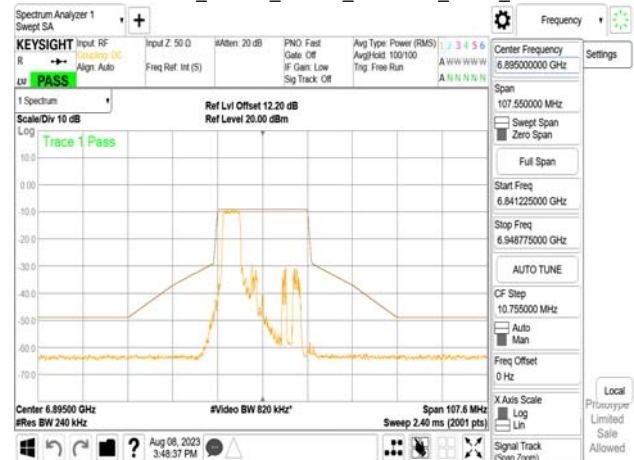 Spectrum Analyzer 1
Swept SA
Frequency
KEYSIGHT
R
LV
PASS
Input: RF
Coupling: DC
Align: Auto
Input Z: 50 Ω
Freq Ref: Int (S)
#Atten: 20 dB
PNO: Fast
Gate: Off
IF Gain: Low
Sig Track: Off
Avg Type: Power (RMS)
Avg|Hold: 100/100
Trig: Free Run
1 2 3 4 5 6
A W W W W W
A N N N N N
Center Frequency
6.895000000 GHz
Settings
Span
107.550000 MHz
Swept Span
Zero Span
Full Span
Start Freq
6.841225000 GHz
Stop Freq
6.948775000 GHz
AUTO TUNE
CF Step
10.755000 MHz
Auto
Man
Freq Offset
0 Hz
X Axis Scale
Log
Lin
Signal Track
(Span Zoom)
Local
Prototype
Limited
Sale
Allowed
1 Spectrum
Scale/Div 10 dB
Log
Ref Lvl Offset 12.20 dB
Ref Level 20.00 dBm
Trace 1 Pass
10.0
0.00
-10.0
-20.0
-30.0
-40.0
-50.0
-60.0
-70.0
Center 6.89500 GHz
#Res BW 240 kHz
#Video BW 820 kHz*
Span 107.6 MHz
Sweep 2.40 ms (2001 pts)
?
Aug 08, 2023
3:48:37 PM